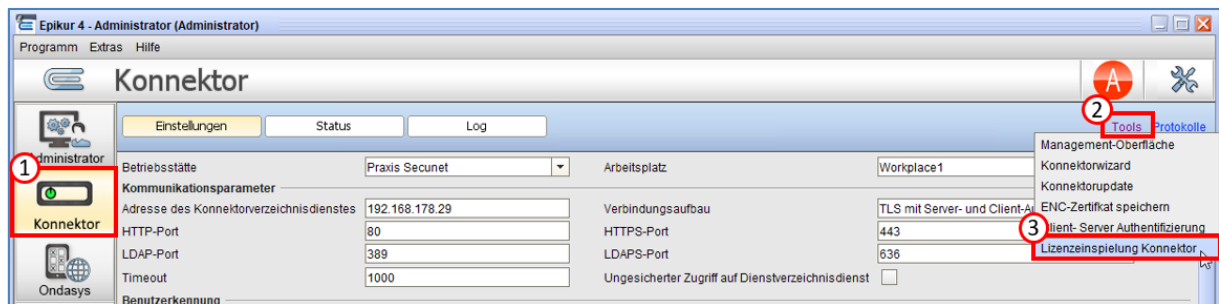 Epikur 4 - Administrator (Administrator)
Programm Extras Hilfe
Konnektor
A
2
Einstellungen Status Log
Tools Protokolle
Administrator
1
Konnektor
Ondasys
Management-Oberfläche
Konnektorwizard
Konnektorupdate
ENC-Zertifkat speichern
Client- Server Authentifizierung
3
Lizenzeinspielung Konnektor
Betriebsstätte Praxis Secunet Arbeitsplatz Workplace1
Kommunikationsparameter
Adresse des Konnektorverzeichnisdienstes 192.168.178.29 Verbindungsaufbau TLS mit Server- und Client-Au
HTTP-Port 80 HTTPS-Port 443
LDAP-Port 389 LDAPS-Port 636
Timeout 1000 Ungesicherter Zugriff auf Dienstverzeichnisdienst
Benutzerkennung